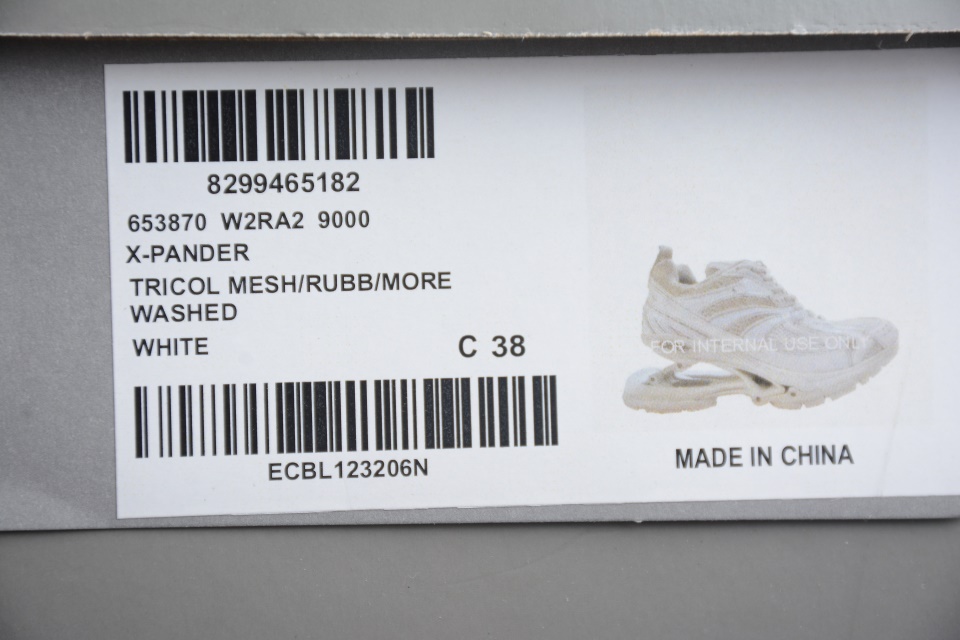 8299465182
653870 W2RA2 9000
X-PANDER
TRICOL MESH/RUBB/MORE
WASHED
WHITE C 38
ECBL123206N
FOR INTERNAL USE ONLY
MADE IN CHINA